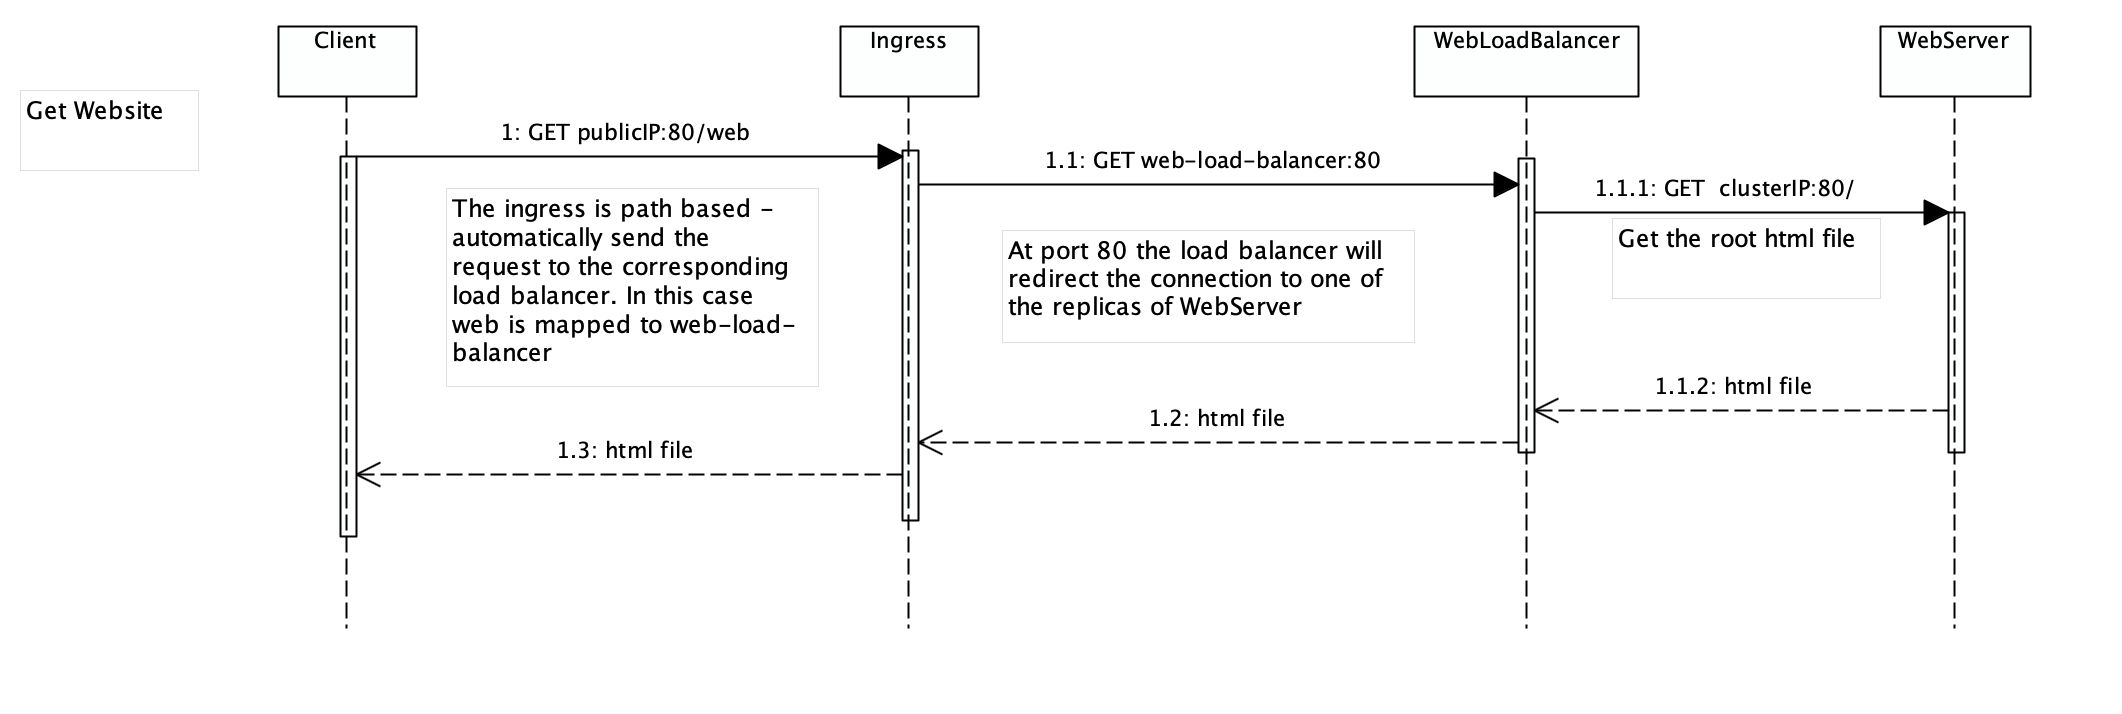 Client
Ingress
WebLoadBalancer
WebServer
Get Website
1: GET publicIP:80/web
1.1: GET web-load-balancer:80
1.1.1: GET  clusterIP:80/
The ingress is path based -
automatically send the
request to the corresponding
load balancer. In this case
web is mapped to web-load-
balancer
At port 80 the load balancer will
redirect the connection to one of
the replicas of WebServer
Get the root html file
1.1.2: html file
1.2: html file
1.3: html file